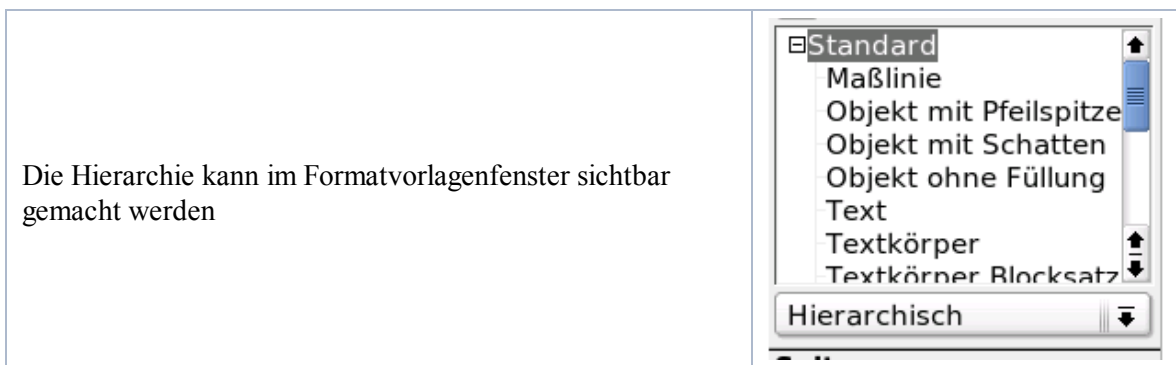 Die Hierarchie kann im Formatvorlagenfenster sichtbar
gemacht werden
Standard
Maßlinie
Objekt mit Pfeilspitze
Objekt mit Schatten
Objekt ohne Füllung
Text
Textkörper
Textkörper Blocksatz
Hierarchisch